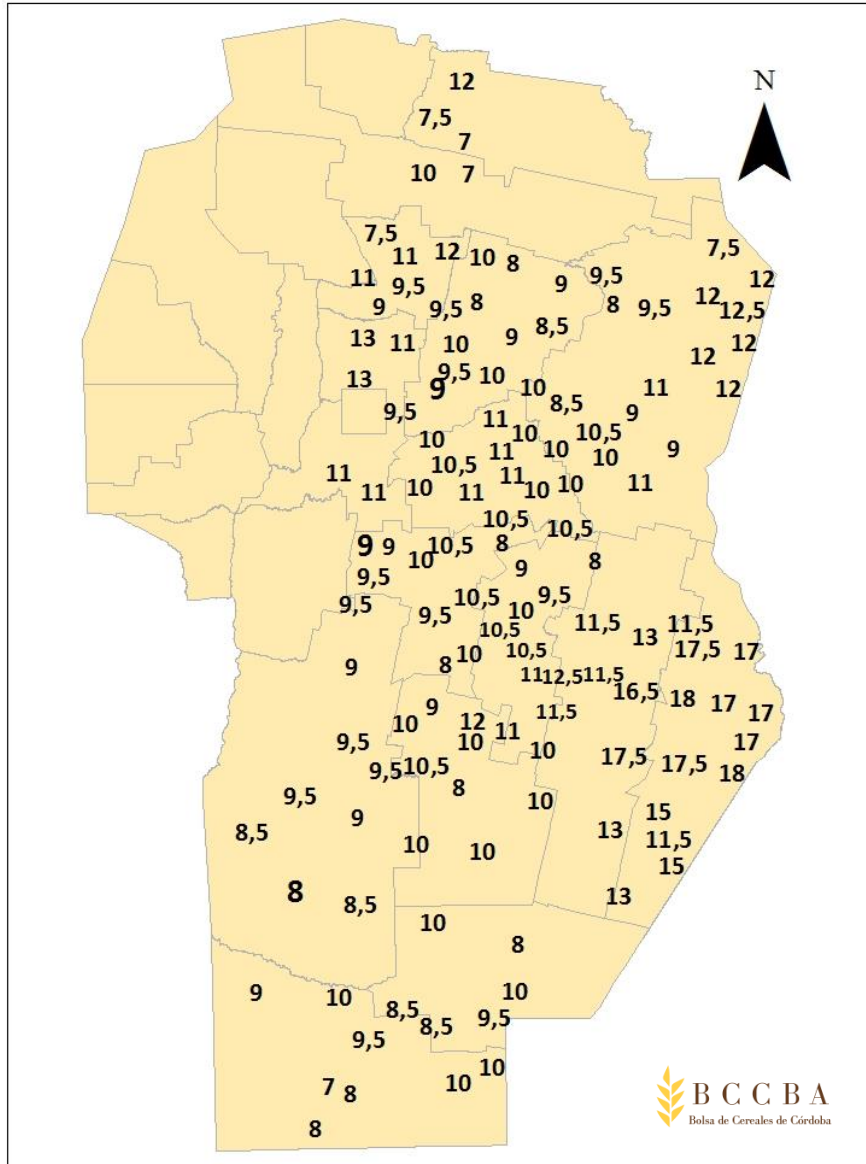 12
N
7,5
7
10 7
7,5
11 12 10 8
7,5
11 9,5 9 9,5
12
9 9,5 8 8 9,5 12 12,5
13 11 10 9 8,5 12
12
13 9,5 10 10 11 12
9
9,5 11 8,5 9
10 10 10 10,5
11 10,5 11 10 9
11 10 11 11 10 10 11
10,5 10,5
9 9 10 10,5 8 8
9,5 9
9,5 9,5 10,5 10 9,5
10,5 11,5 13 11,5
9 8 10 10,5 17,5 17
11 12,5 11,5
16,5 18 17 17
10 9 12 11 11,5
9,5 10 10 17
9,5 10,5 17,5 17,5 18
9,5 8 10
8,5 9 13 15
11,5
10 10 15
8 8,5 13
10 8
9 10 10
8,5 8,5 9,5
9,5
10 10
7 8
8
BCCBA
Bolsa de Cereales de Córdoba